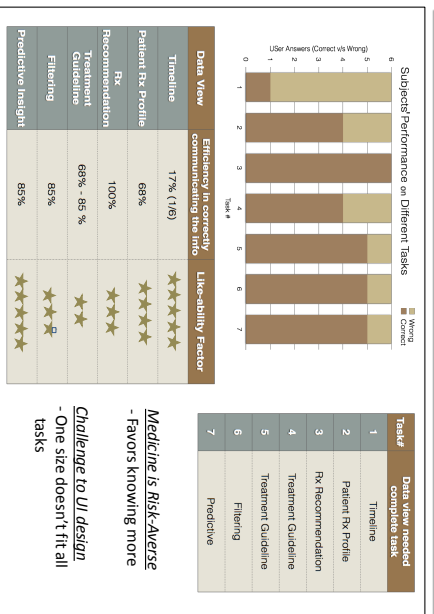 Subjects' Performance on Different Tasks
Wrong
Correct
USer Answers (Correct v/s Wrong)
6
5
4
3
2
1
0
1 2 3 4 5 6 7
Task #
Task# Data view needed complete task
1 Timeline
2 Patient Rx Profile
3 Rx Recommendation
4 Treatment Guideline
5 Treatment Guideline
6 Filtering
7 Predictive
Data View Efficiency in correctly communicating the info Like-ability Factor
Timeline 17% (1/6)
Patient Rx Profile 68%
Rx Recommendation 100%
Treatment Guideline 68% - 85 %
Filtering 85%
Predictive Insight 85%
Medicine is Risk-Averse
- Favors knowing more
Challenge to UI design
- One size doesn't fit all
tasks